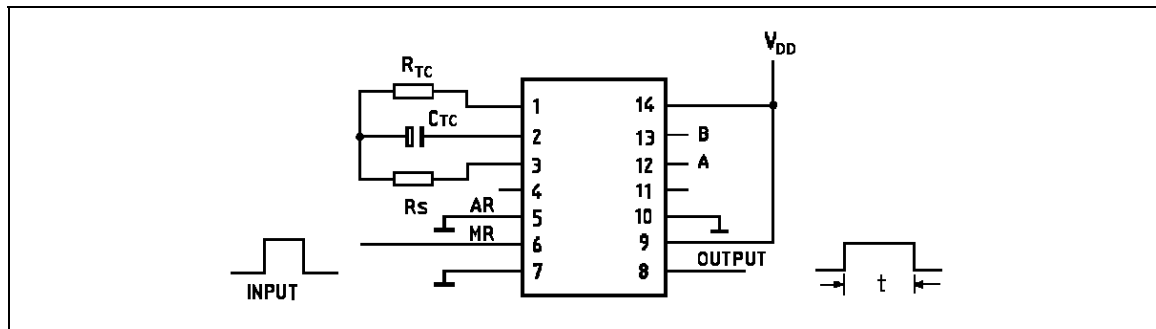 V_DD
R_TC
1 14
C_TC
2 13 B
3 12 A
4 11
Rs
AR 5 10
MR 6 9
OUTPUT
7 8
INPUT
t